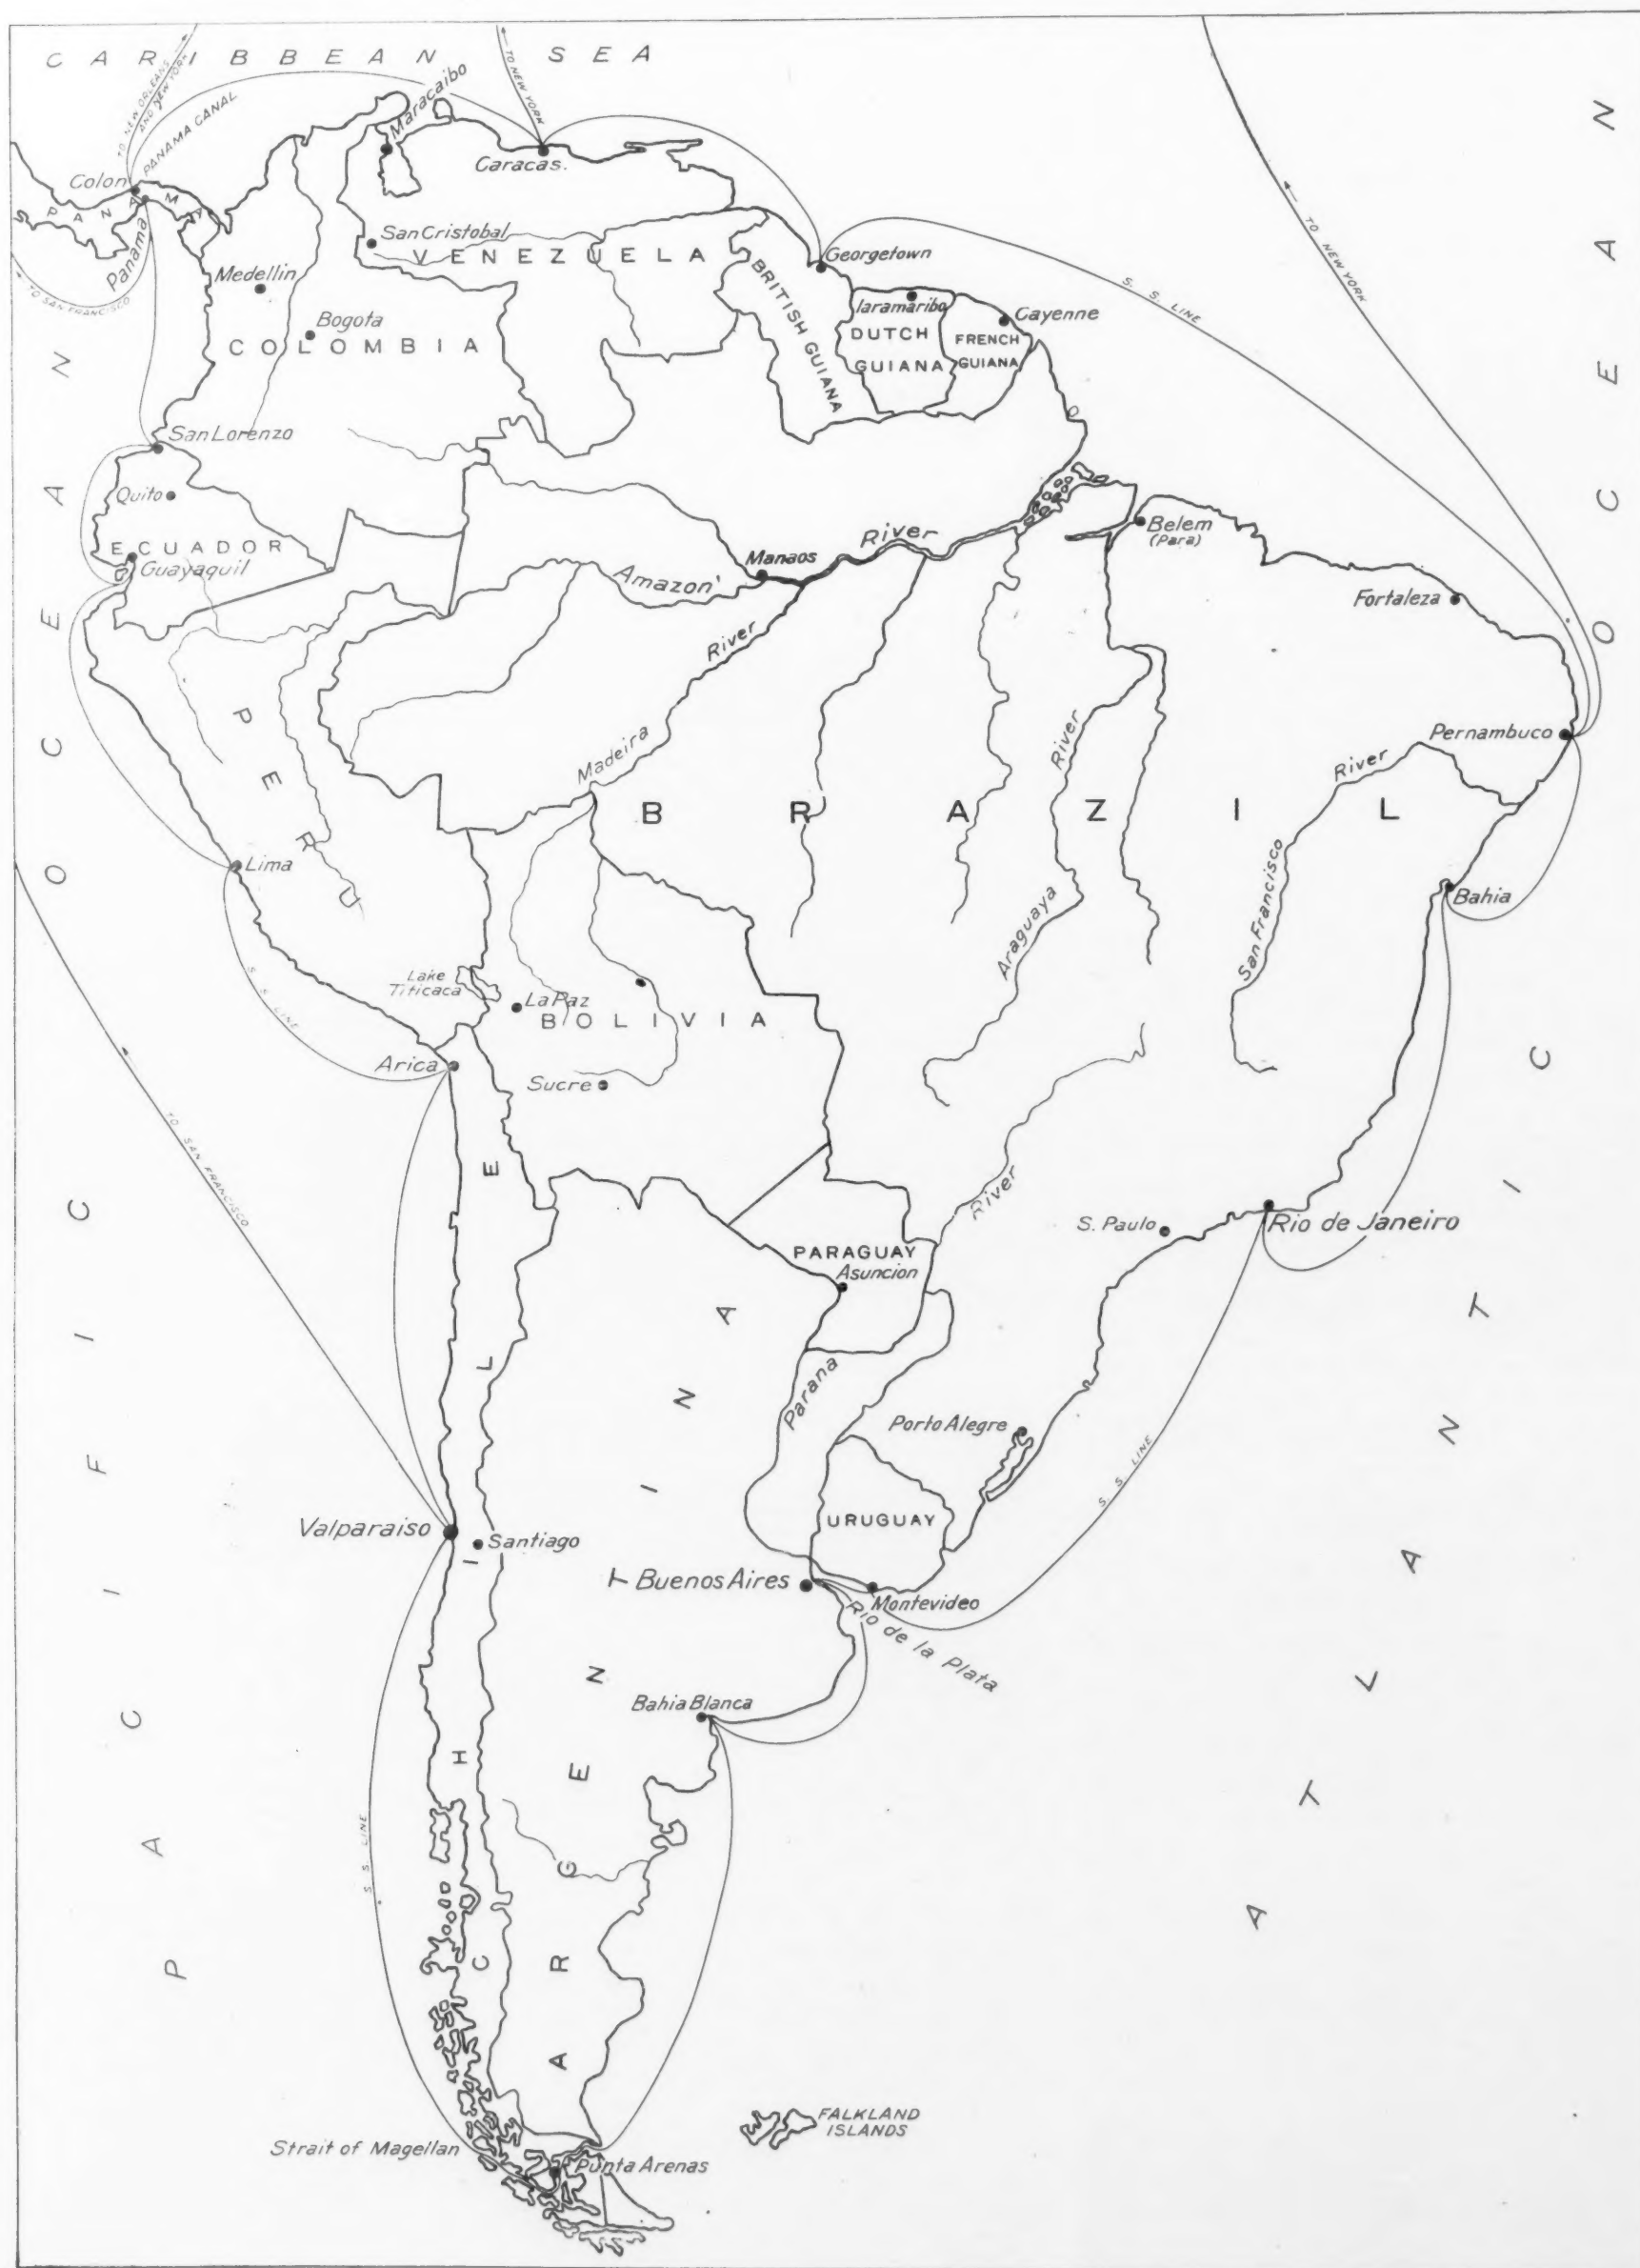 CARIBBEAN SEA
TO NEW ORLEANS
AND NEW YORK
PANAMA CANAL
TO NEW YORK
Maracaibo
Caracas.
Colon
PANAMA
Panama
TO SAN FRANCISCO
San Cristobal
VENEZUELA
Medellin
Bogota
COLOMBIA
BRITISH GUIANA
Georgetown
Iaramaribo
DUTCH
GUIANA
Cayenne
FRENCH
GUIANA
S. S. LINE
TO NEW YORK
San Lorenzo
Quito
ECUADOR
Guayaquil
Amazon
River
Manaos
Belem
(Para)
Fortaleza
Pernambuco
Madeira
River
PERU
BRAZIL
Araguaya
River
San Francisco
River
Lima
Bahia
S. S. LINE
Lake
Titicaca
La Paz
BOLIVIA
Arica
Sucre
TO SAN FRANCISCO
River
S. Paulo
Rio de Janeiro
PARAGUAY
Asuncion
Parana
Porto Alegre
URUGUAY
S. S. LINE
Valparaiso
Santiago
Buenos Aires
Montevideo
Rio de la Plata
Bahia Blanca
CHILE
ARGENTINA
S. S. LINE
FALKLAND
ISLANDS
Strait of Magellan
Punta Arenas
PACIFIC OCEAN
ATLANTIC OCEAN